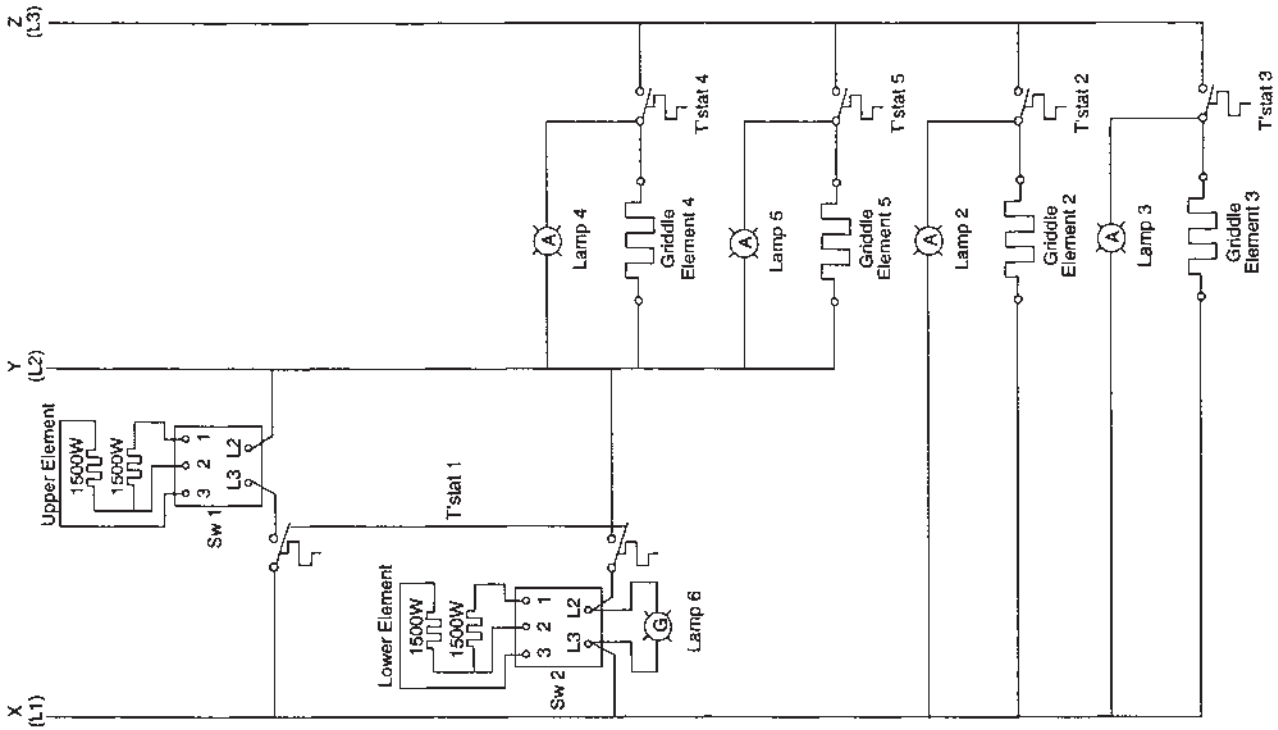 X
(L1)
Y
(L2)
Z
(L3)
Upper Element
1500W
1500W
3 2 1
L3 L2
Sw 1
T'stat 1
Lower Element
1500W
1500W
3 2 1
L3 L2
Sw 2
G
Lamp 6
A
Lamp 4
Griddle
Element 4
T'stat 4
A
Lamp 5
Griddle
Element 5
T'stat 5
A
Lamp 2
Griddle
Element 2
T'stat 2
A
Lamp 3
Griddle
Element 3
T'stat 3